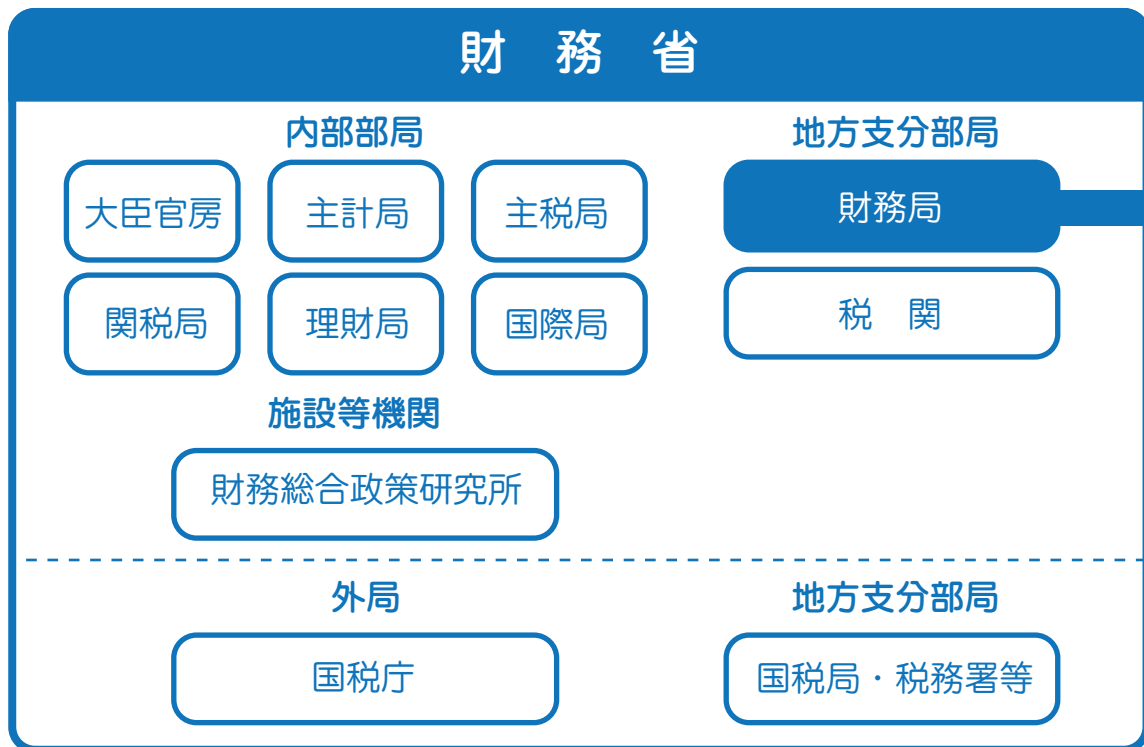 財　務　省
内部部局
大臣官房
主計局
主税局
関税局
理財局
国際局
地方支分部局
財務局
税　関
施設等機関
財務総合政策研究所
外局
国税庁
地方支分部局
国税局・税務署等